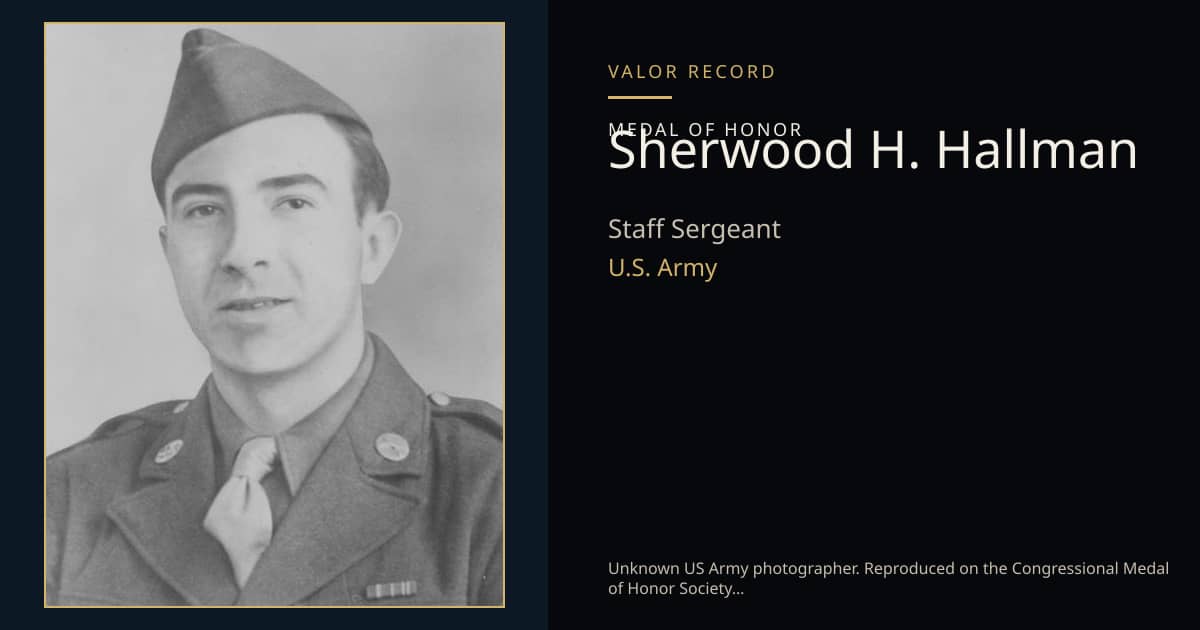 VALOR RECORD
MEDAL OF HONOR
Sherwood H. Hallman
Staff Sergeant
U.S. Army
Unknown US Army photographer. Reproduced on the Congressional Medal
of Honor Society...